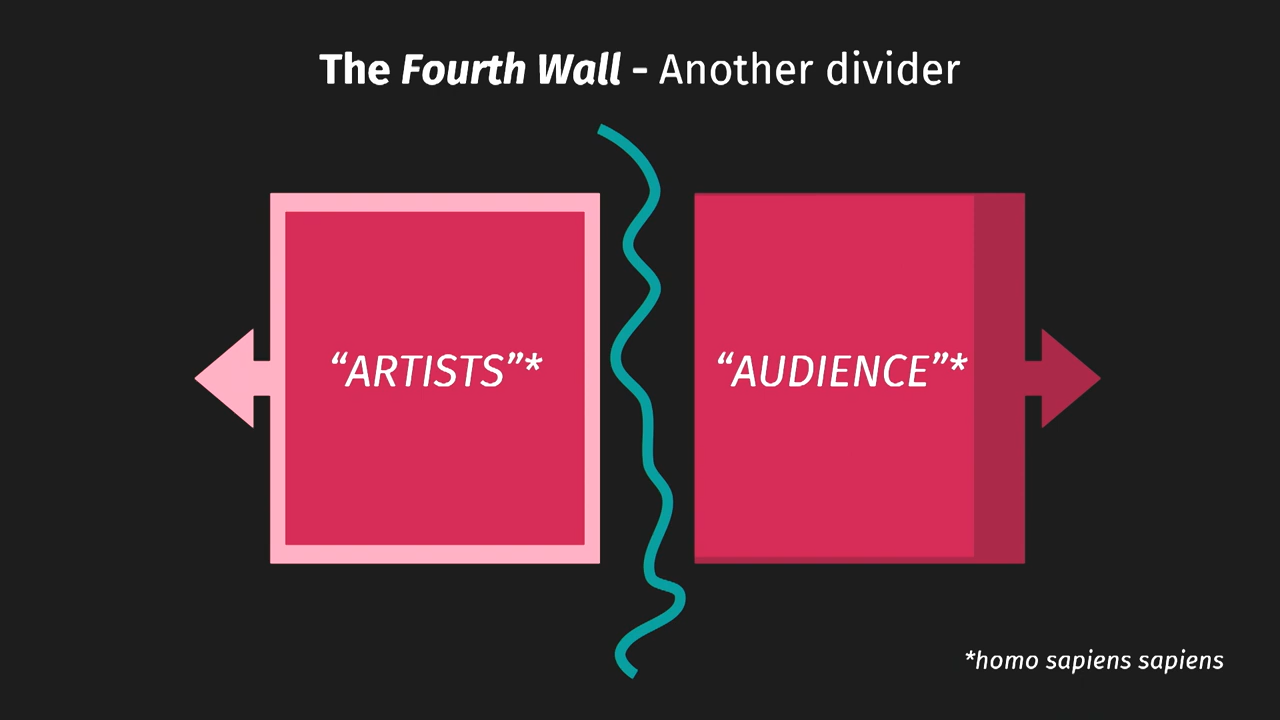 The Fourth Wall - Another divider
“ARTISTS”*
“AUDIENCE”*
*homo sapiens sapiens